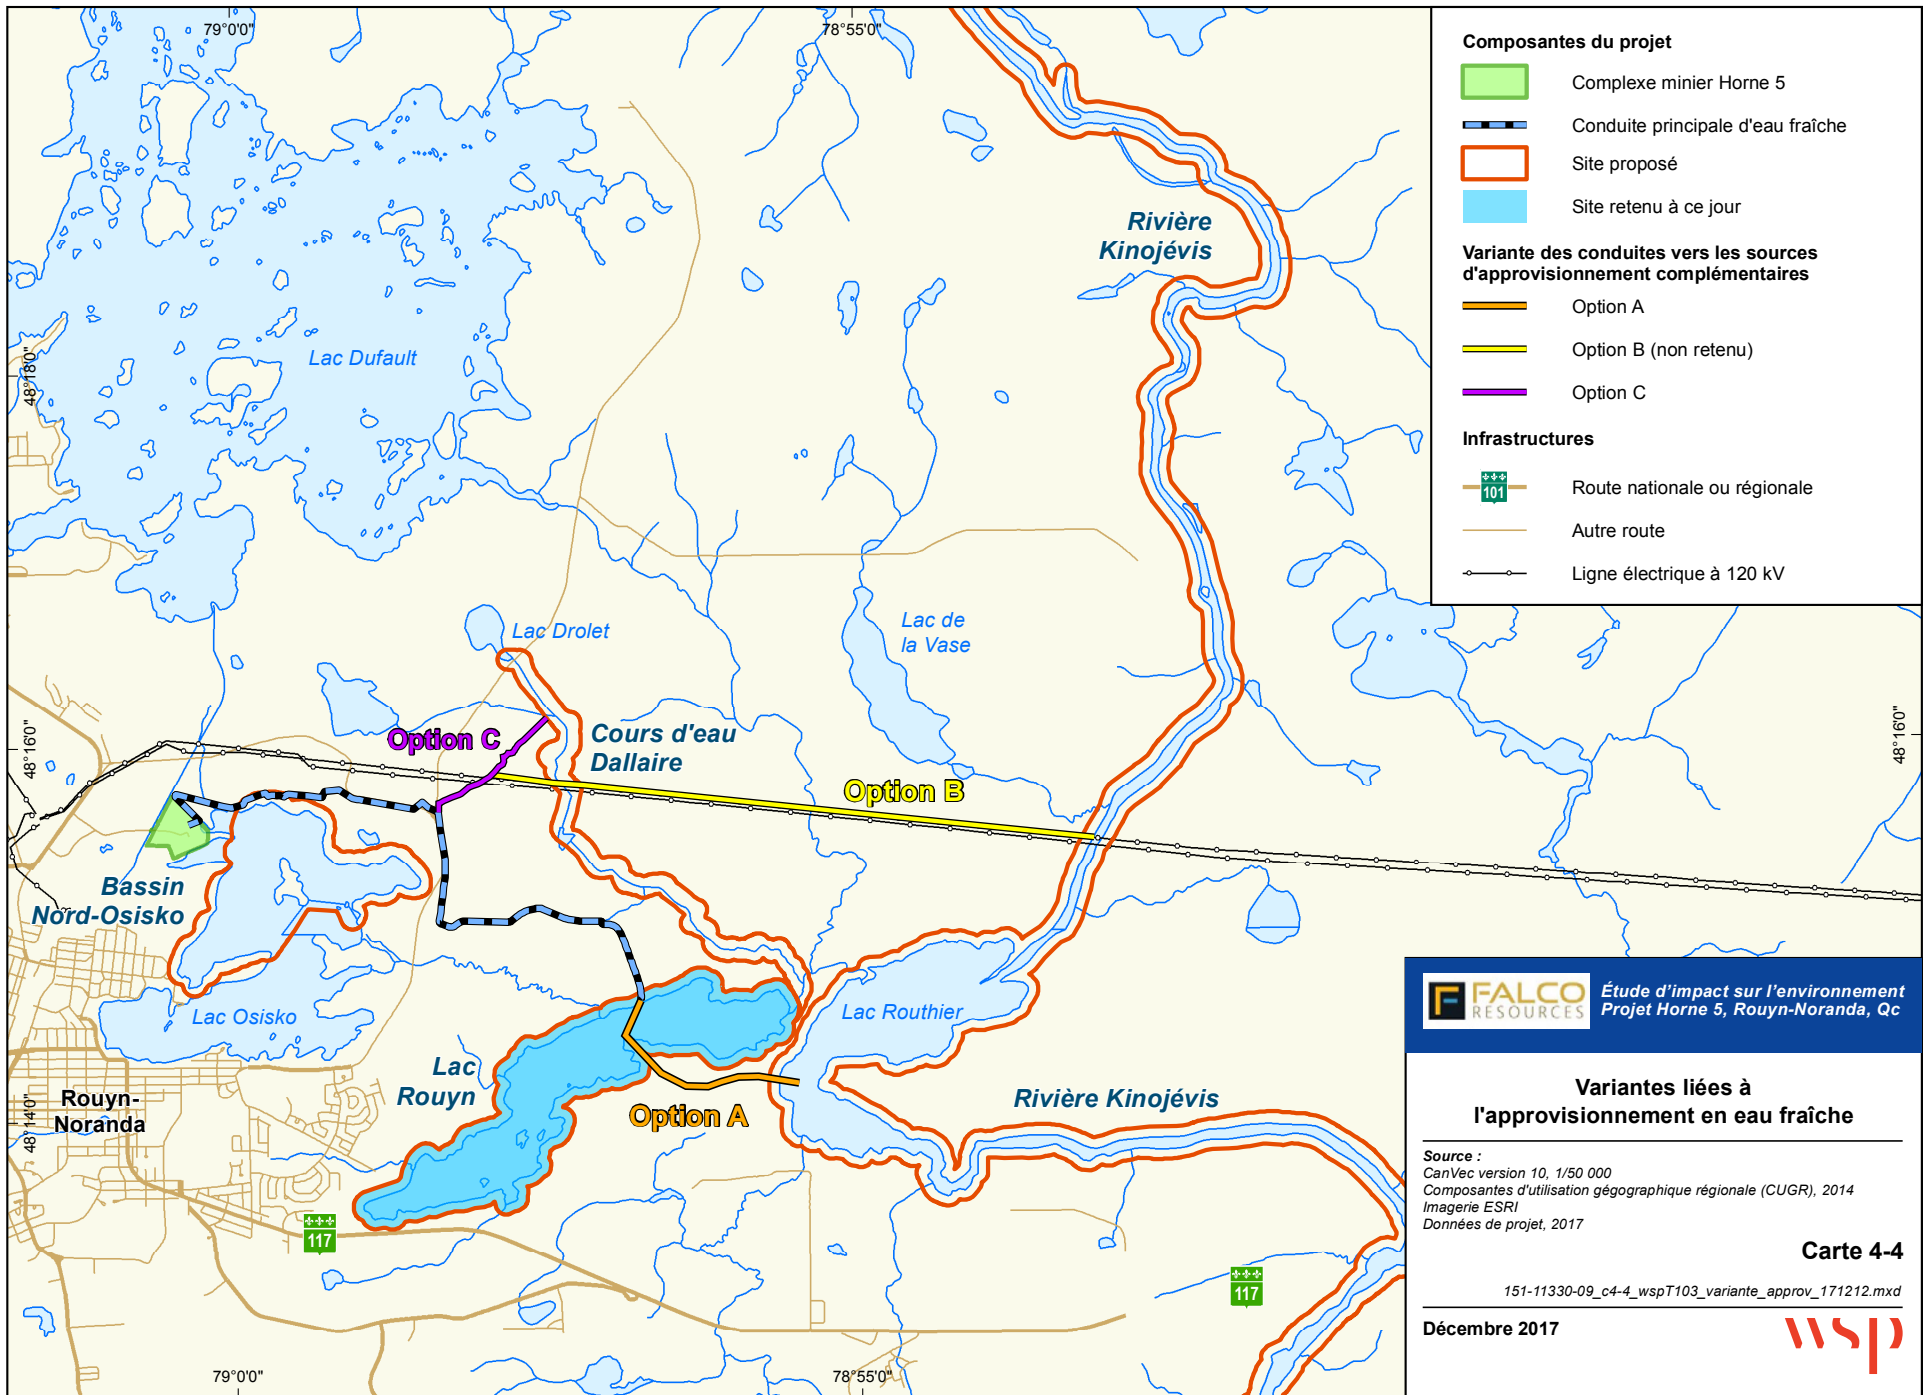 79°0'0"
78°55'0"
Rivière
Kinojévis
Lac Dufault
48°18'0"
Lac Drolet
Lac de
la Vase
48°16'0"
48°16'0"
Option C
Cours d'eau
Dallaire
Option B
Bassin
Nord-Osisko
Lac Osisko
Lac Routhier
Lac
Rouyn
Option A
Rivière Kinojévis
Rouyn-
Noranda
48°14'0"
117
117
79°0'0"
78°55'0"
Composantes du projet
Complexe minier Horne 5
Conduite principale d'eau fraîche
Site proposé
Site retenu à ce jour
Variante des conduites vers les sources
d'approvisionnement complémentaires
Option A
Option B (non retenu)
Option C
Infrastructures
101
Route nationale ou régionale
Autre route
Ligne électrique à 120 kV
FALCO
RESOURCES
Étude d'impact sur l'environnement
Projet Horne 5, Rouyn-Noranda, Qc
Variantes liées à
l'approvisionnement en eau fraîche
Source :
CanVec version 10, 1/50 000
Composantes d'utilisation gégographique régionale (CUGR), 2014
Imagerie ESRI
Données de projet, 2017
Carte 4-4
151-11330-09_c4-4_wspT103_variante_approv_171212.mxd
Décembre 2017
wsp